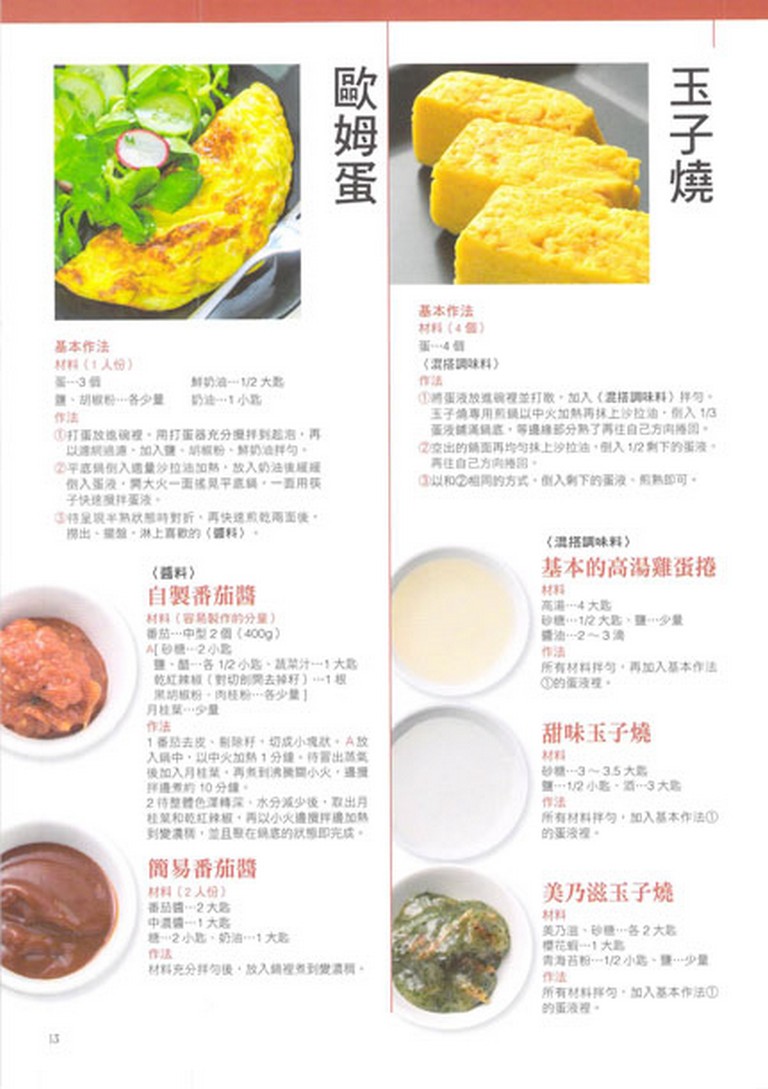 歐姆蛋
基本作法
材料（1人份）
蛋…3個　鮮奶油…1/2大匙
鹽、胡椒粉…各少量　奶油…1小匙
作法
①打蛋放進碗裡，用打蛋器充分攪拌到起泡，再
以濾網過濾，加入鹽、胡椒粉、鮮奶油拌勻。
②平底鍋倒入適量沙拉油加熱，放入奶油後緩緩
倒入蛋液，開大火一面搖晃平底鍋，一面用筷
子快速攪拌蛋液。
③待呈現半熟狀態時對折，再快速煎乾兩面後，
撈出、擺盤，淋上喜歡的〈醬料〉。
〈醬料〉
自製番茄醬
材料（容易製作的分量）
番茄…中型2個（400g）
A[ 砂糖…2小匙
鹽、醋…各1/2小匙、蔬菜汁…1大匙
乾紅辣椒（對切剖開去掉籽）…1根
黑胡椒粉、肉枝粉…各少量 ]
月桂葉…少量
作法
1 番茄去皮、剔除籽，切成小塊狀。A放
入鍋中，以中火加熱1分鐘。待冒出蒸氣
後加入月桂葉，再煮到沸騰關小火，邊攪
拌邊煮約10分鐘。
2 待整體色澤轉深、水分減少後，取出月
桂葉和乾紅辣椒，再以小火邊攪拌邊加熱
到變濃稠，並且聚在鍋底的狀態即完成。
簡易番茄醬
材料（2人份）
番茄醬…2大匙
中濃醬…1大匙
糖…2小匙、奶油…1大匙
作法
材料充分拌勻後，放入鍋裡煮到變濃稠。
13
玉子燒
基本作法
材料（4個）
蛋…4個
〈混搭調味料〉
作法
①將蛋液放進碗裡並打散，加入〈混搭調味料〉拌勻。
玉子燒專用煎鍋以中火加熱再抹上沙拉油，倒入1/3
蛋液鋪滿鍋底，等邊緣部分熟了再往自己方向捲回。
②空出的鍋面再均勻抹上沙拉油，倒入1/2剩下的蛋液，
再往自己方向捲回。
③以和②相同的方式，倒入剩下的蛋液、煎熟即可。
〈混搭調味料〉
基本的高湯雞蛋捲
材料
高湯…4大匙
砂糖…1/2大匙、鹽…少量
醬油…2～3滴
作法
所有材料拌勻，再加入基本作法
①的蛋液裡。
甜味玉子燒
材料
砂糖…3～3.5大匙
鹽…1/2小匙、酒…3大匙
作法
所有材料拌勻，加入基本作法①
的蛋液裡。
美乃滋玉子燒
材料
美乃滋、砂糖…各2大匙
櫻花蝦…1大匙
青海苔粉…1/2小匙、鹽…少量
作法
所有材料拌勻，加入基本作法①
的蛋液裡。